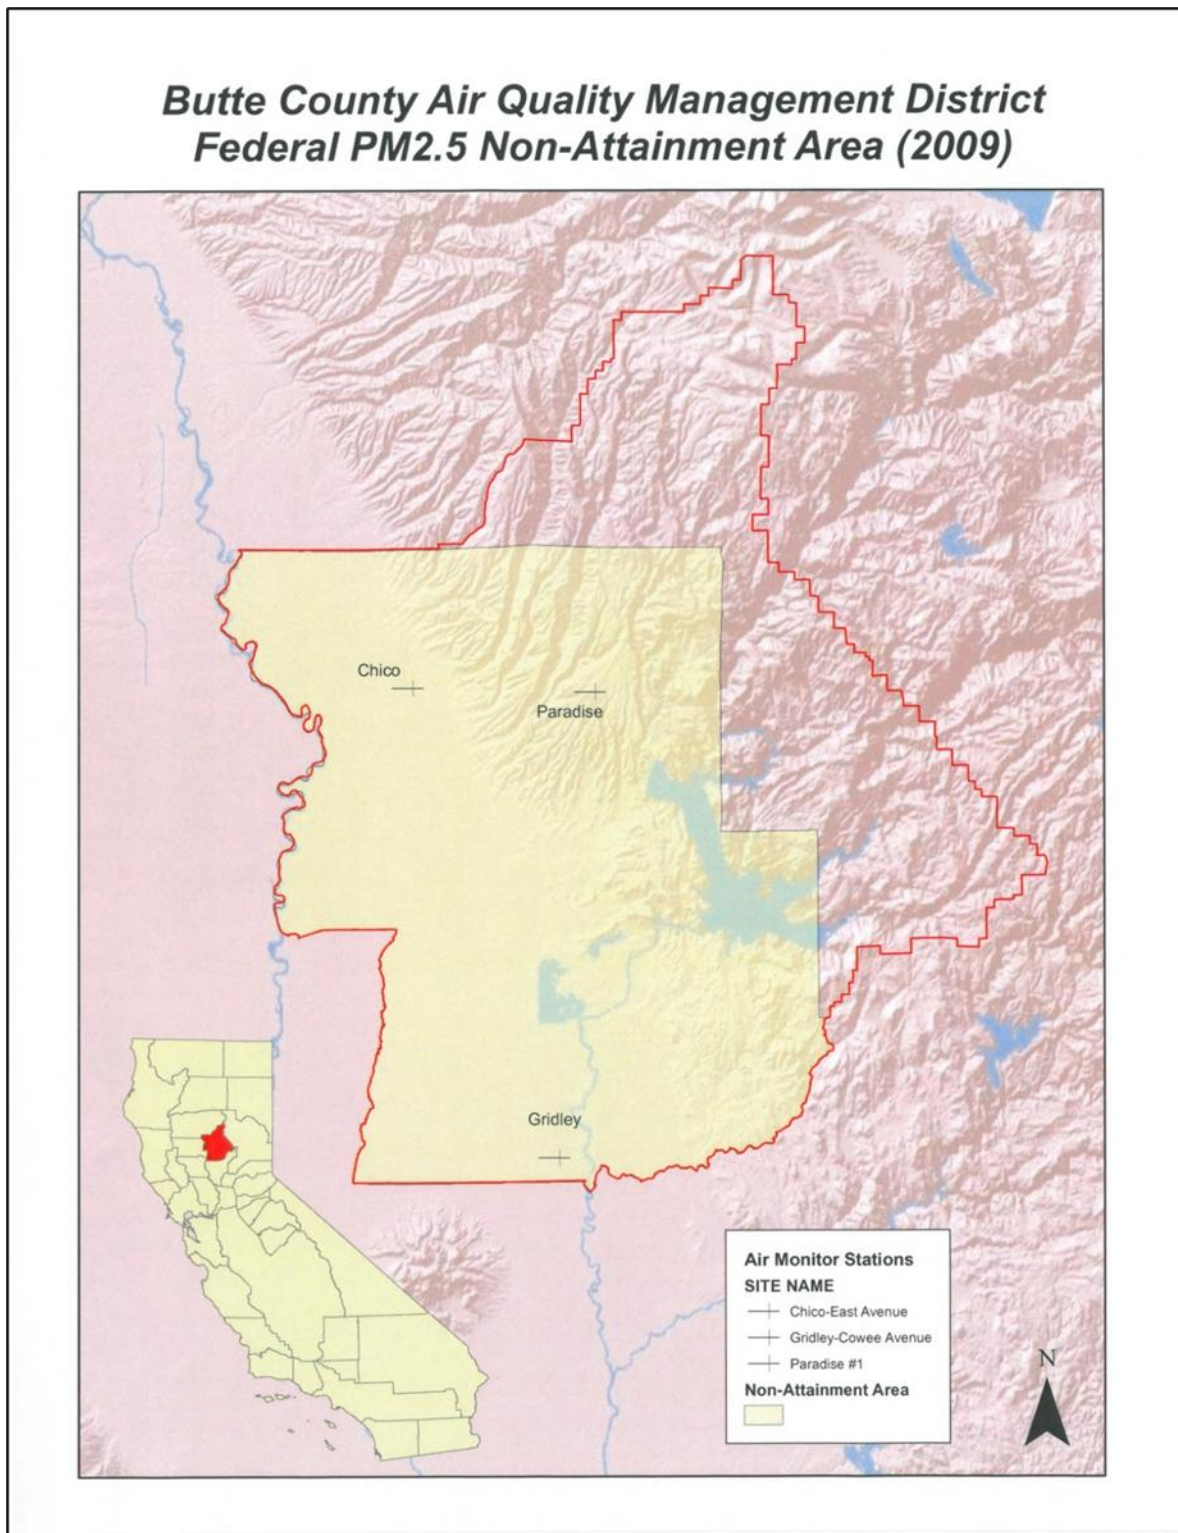 Butte County Air Quality Management District
Federal PM2.5 Non-Attainment Area (2009)
Chico
Paradise
Gridley
Air Monitor Stations
SITE NAME
Chico-East Avenue
Gridley-Cowee Avenue
Paradise #1
Non-Attainment Area
N